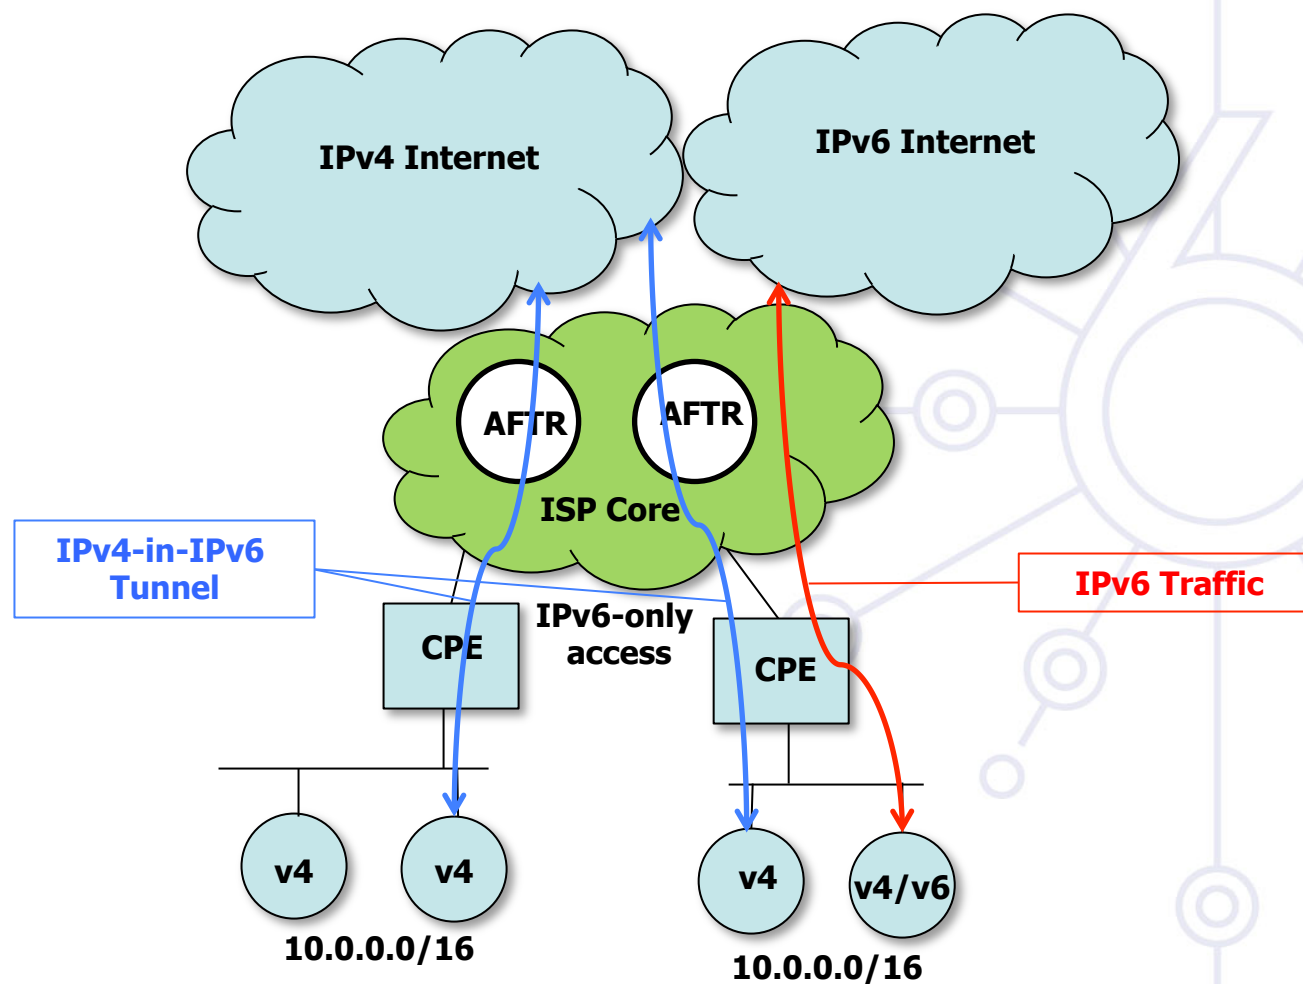 IPv4 Internet
IPv6 Internet
AFTR
AFTR
ISP Core
IPv4-in-IPv6
Tunnel
IPv6 Traffic
IPv6-only
access
CPE
CPE
v4
v4
v4
v4/v6
10.0.0.0/16
10.0.0.0/16